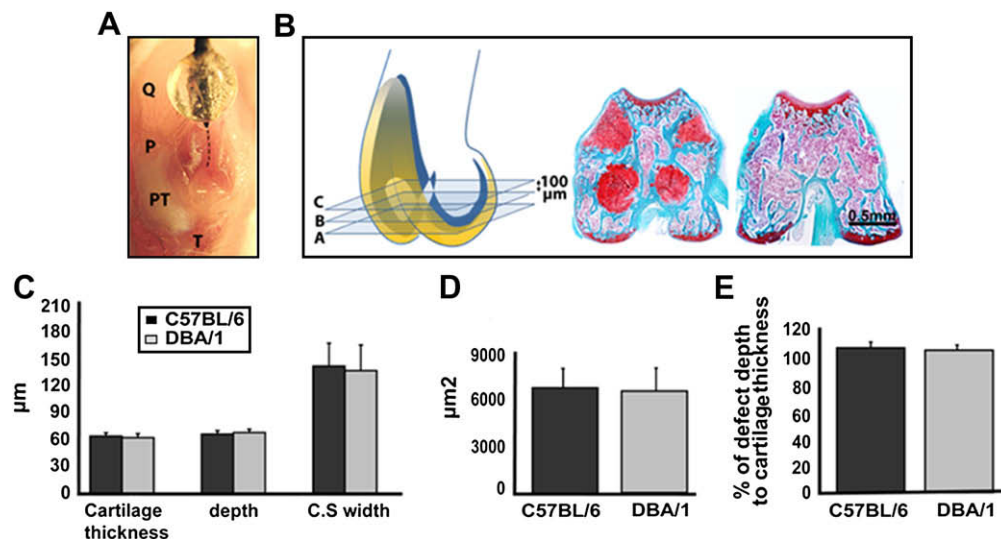 A
Q
P
PT
T
B
C
B
A
100
µm
0.5mm
C
µm
210
180
150
120
90
60
30
0
C57BL/6
DBA/1
Cartilage
thickness
depth
C.S width
D
µm2
9000
6000
3000
0
C57BL/6
DBA/1
E
% of defect depth
to cartilage thickness
120
100
80
60
40
20
0
C57BL/6
DBA/1